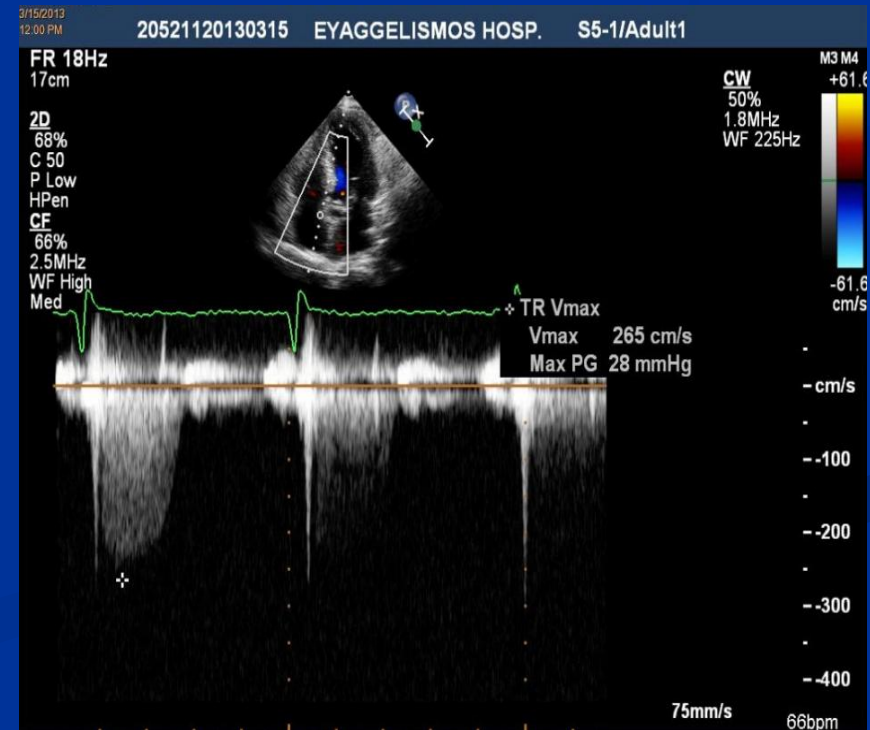 3/15/2013
12:00 PM
20521120130315 EYAGGELISMOS HOSP. S5-1/Adult1
FR 18Hz
17cm
2D
68%
C 50
P Low
HPen
CF
66%
2.5MHz
WF High
Med
CW
50%
1.8MHz
WF 225Hz
M3 M4
+61.6
-61.6
cm/s
TR Vmax
Vmax 265 cm/s
Max PG 28 mmHg
cm/s
-100
-200
-300
-400
75mm/s
66bpm